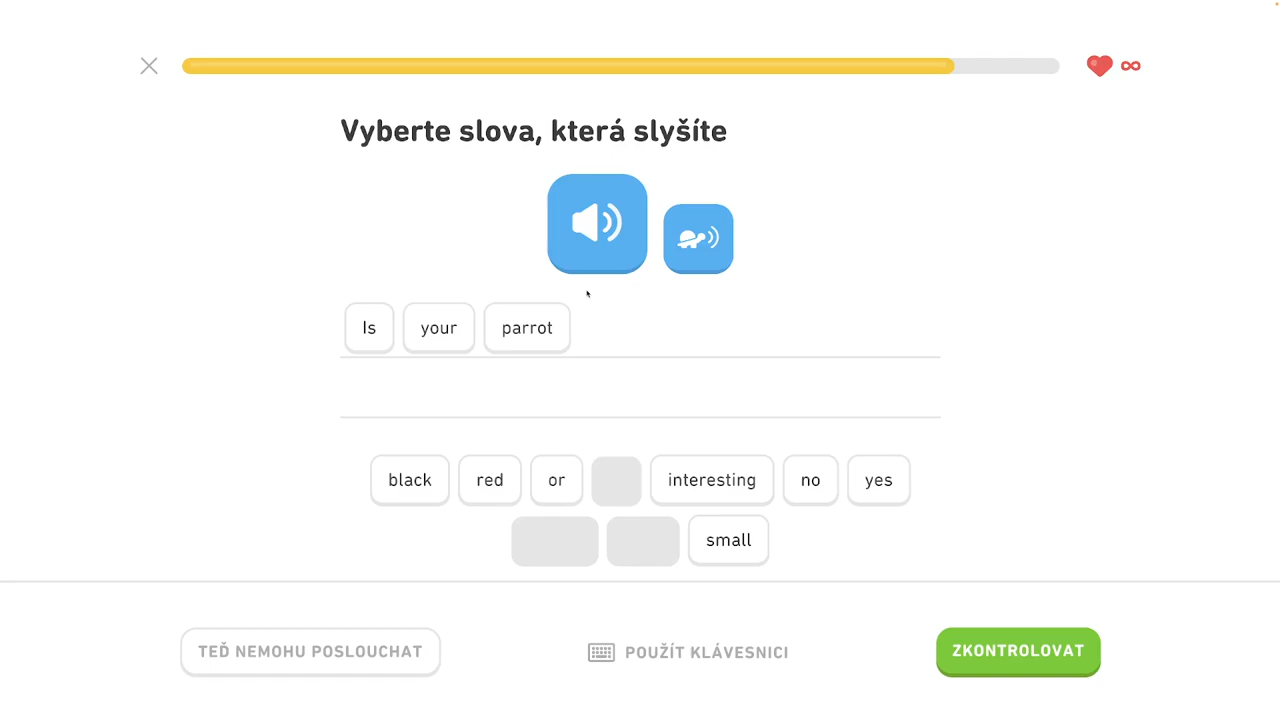 Vyberte slova, která slyšíte
Is your parrot
black red or interesting no yes
small
TEĎ NEMOHU POSLOUCHAT POUŽÍT KLÁVESNICI ZKONTROLOVAT